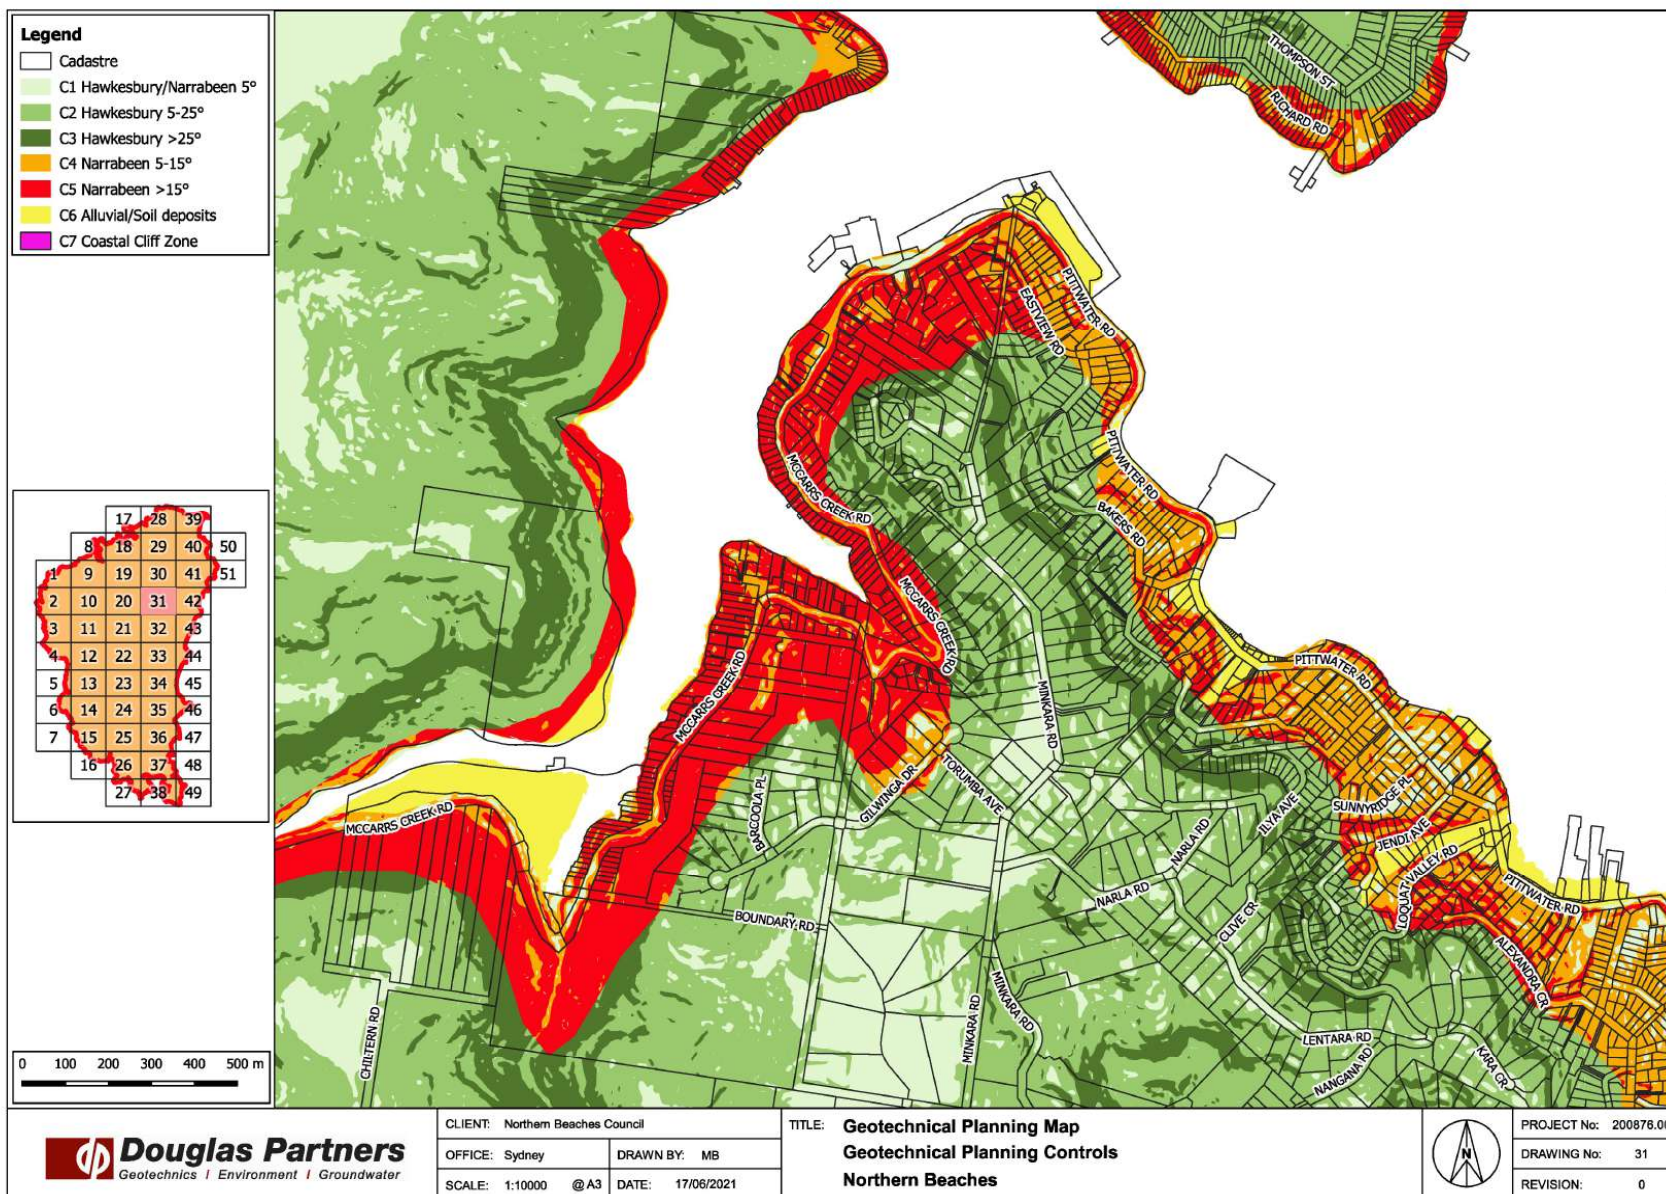 Legend
Cadastre
C1 Hawkesbury/Narrabeen 5°
C2 Hawkesbury 5-25°
C3 Hawkesbury >25°
C4 Narrabeen 5-15°
C5 Narrabeen >15°
C6 Alluvial/Soil deposits
C7 Coastal Cliff Zone
THOMPSON ST
RICHARD RD
PITTWATER RD
EASTVIEW RD
MCCARRS CREEK RD
PITTWATER RD
BAKERS RD
MCCARRS CREEK RD
MCCARRS CREEK RD
PITTWATER RD
MINKARA RD
TORUMBA AVE
GILWINGA DR
BARCOOLA PL
MCCARRS CREEK RD
SUNNYRIDGE PL
ILYA AVE
JENDI AVE
LOQUAT VALLEY RD
PITTWATER RD
NARLA RD
NARLA RD
CLIVE CR
BOUNDARY RD
ALEXANDRA CR
MINKARA RD
MINKARA RD
CHILTERN RD
LENTARA RD
NANGANA RD
KARA CR
17 28 39
8 18 29 40 50
1 9 19 30 41 51
2 10 20 31 42
3 11 21 32 43
4 12 22 33 44
5 13 23 34 45
6 14 24 35 46
7 15 25 36 47
16 26 37 48
27 38 49
0 100 200 300 400 500 m
Douglas Partners
Geotechnics / Environment / Groundwater
CLIENT: Northern Beaches Council
OFFICE: Sydney
DRAWN BY: MB
SCALE: 1:10000 @ A3
DATE: 17/06/2021
TITLE: Geotechnical Planning Map
Geotechnical Planning Controls
Northern Beaches
N
PROJECT No: 200876.0
DRAWING No: 31
REVISION: 0